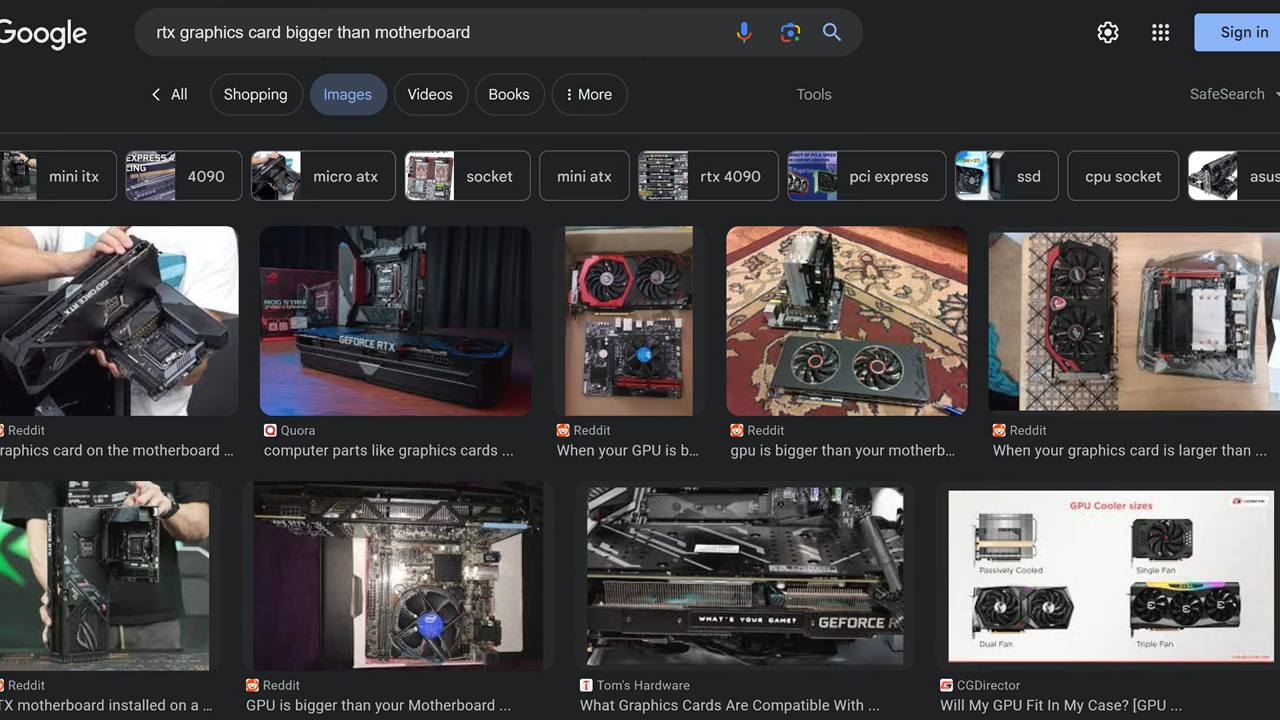 Google
rtx graphics card bigger than motherboard
Sign in
All
Shopping
Images
Videos
Books
More
Tools
SafeSearch
mini itx
4090
micro atx
socket
mini atx
rtx 4090
pci express
ssd
cpu socket
asus
GEFORCE RTX
GEFORCE RTX
Reddit
raphics card on the motherboard ...
Quora
computer parts like graphics cards ...
Reddit
When your GPU is b...
Reddit
gpu is bigger than your motherb...
Reddit
When your graphics card is larger than ...
WHAT'S YOUR GAME?
GEFORCE R
GPU Cooler sizes
Passively Cooled
Single Fan
Dual Fan
Triple Fan
Reddit
TX motherboard installed on a ...
Reddit
GPU is bigger than your Motherboard ...
Tom's Hardware
What Graphics Cards Are Compatible With ...
CGDirector
Will My GPU Fit In My Case? [GPU ...